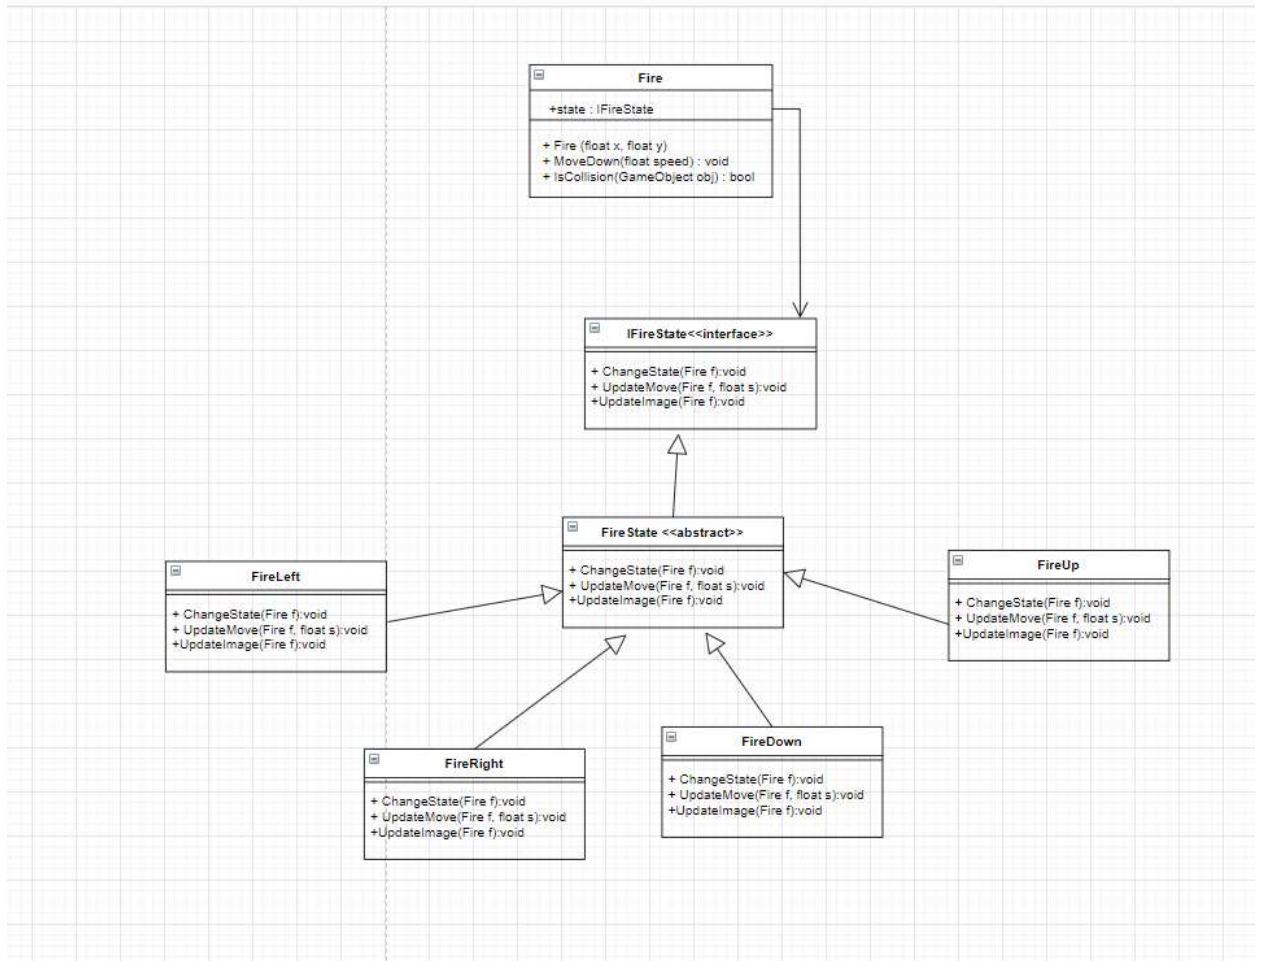 Fire
+state : IFireState
+ Fire (float x, float y)
+ MoveDown(float speed) : void
+ IsCollision(GameObject obj) : bool
IFireState<<interface>>
+ ChangeState(Fire f):void
+ UpdateMove(Fire f, float s):void
+UpdateImage(Fire f):void
FireState <<abstract>>
+ ChangeState(Fire f):void
+ UpdateMove(Fire f, float s):void
+UpdateImage(Fire f):void
FireLeft
+ ChangeState(Fire f):void
+ UpdateMove(Fire f, float s):void
+UpdateImage(Fire f):void
FireUp
+ ChangeState(Fire f):void
+ UpdateMove(Fire f, float s):void
+UpdateImage(Fire f):void
FireRight
+ ChangeState(Fire f):void
+ UpdateMove(Fire f, float s):void
+UpdateImage(Fire f):void
FireDown
+ ChangeState(Fire f):void
+ UpdateMove(Fire f, float s):void
+UpdateImage(Fire f):void